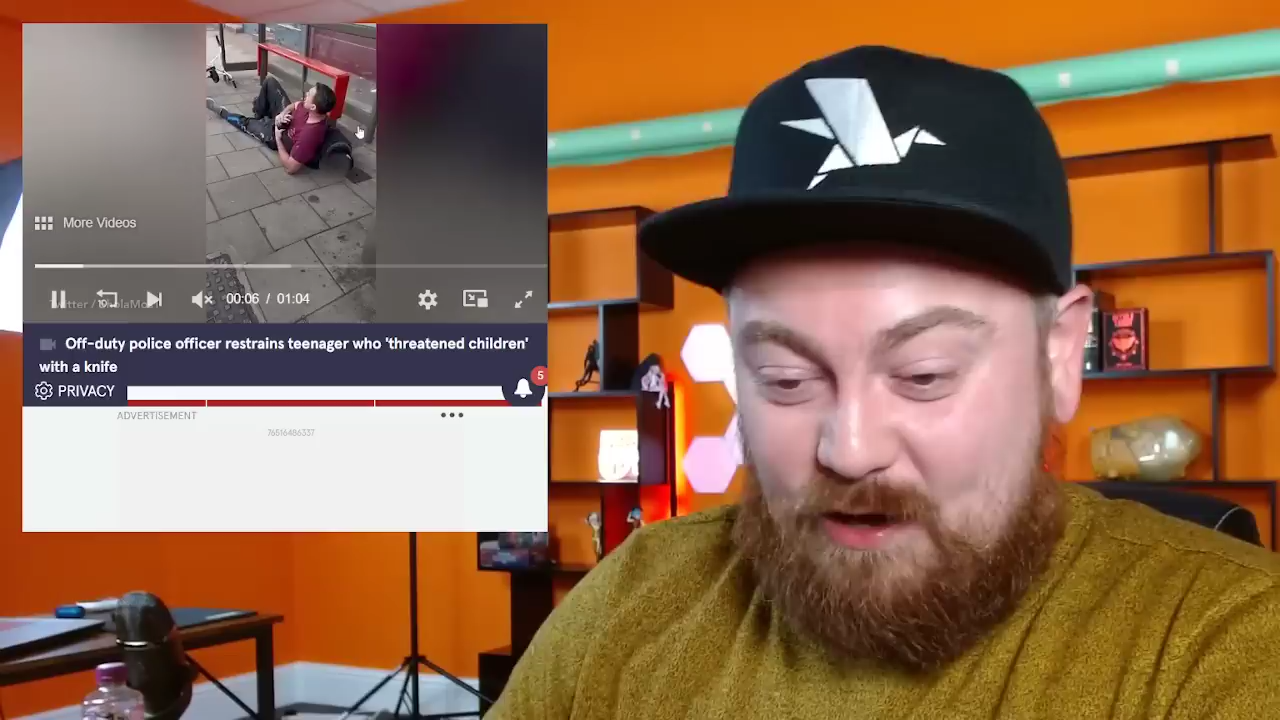 More Videos
00:06 / 01:04
Off-duty police officer restrains teenager who 'threatened children'
with a knife
5
PRIVACY
ADVERTISEMENT
76516486337